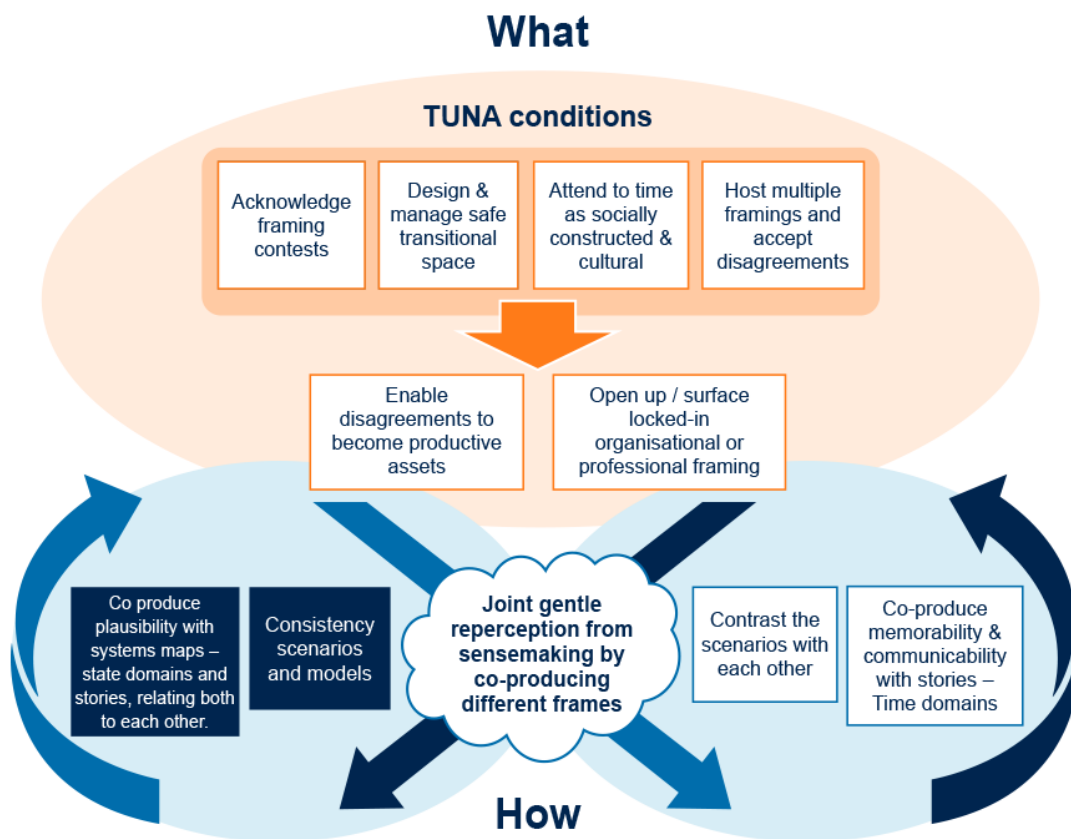 What
TUNA conditions
Acknowledge
framing
contests
Design &
manage safe
transitional
space
Attend to time
as socially
constructed &
cultural
Host multiple
framings and
accept
disagreements
Enable
disagreements to
become productive
assets
Open up / surface
locked-in
organisational or
professional framing
Co produce
plausibility with
systems maps –
state domains and
stories, relating both
to each other.
Consistency
scenarios
and models
Joint gentle
reperception from
sensemaking by
co-producing
different frames
Contrast the
scenarios with
each other
Co-produce
memorability &
communicability
with stories –
Time domains
How